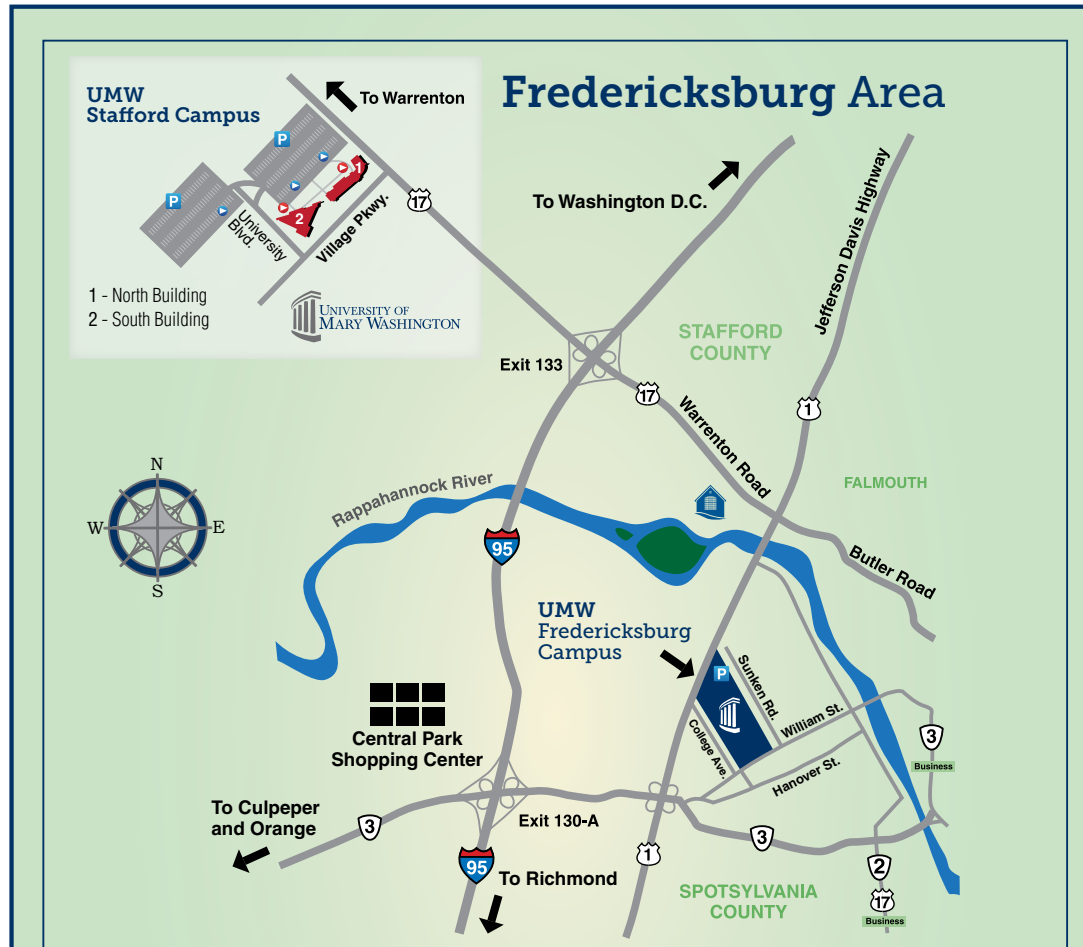 Fredericksburg Area
UMW
Stafford Campus
To Warrenton
P
P
1
2
17
University
Blvd.
Village Pkwy.
1 - North Building
2 - South Building
UNIVERSITY OF
MARY WASHINGTON
To Washington D.C.
Jefferson Davis Highway
STAFFORD
COUNTY
Exit 133
17
Warrenton Road
1
FALMOUTH
Rappahannock River
N
W
E
S
95
Butler Road
UMW
Fredericksburg
Campus
P
Sunken Rd.
College Ave.
William St.
Hanover St.
3
Business
Central Park
Shopping Center
To Culpeper
and Orange
3
Exit 130-A
3
1
95
To Richmond
2
17
Business
SPOTSYLVANIA
COUNTY